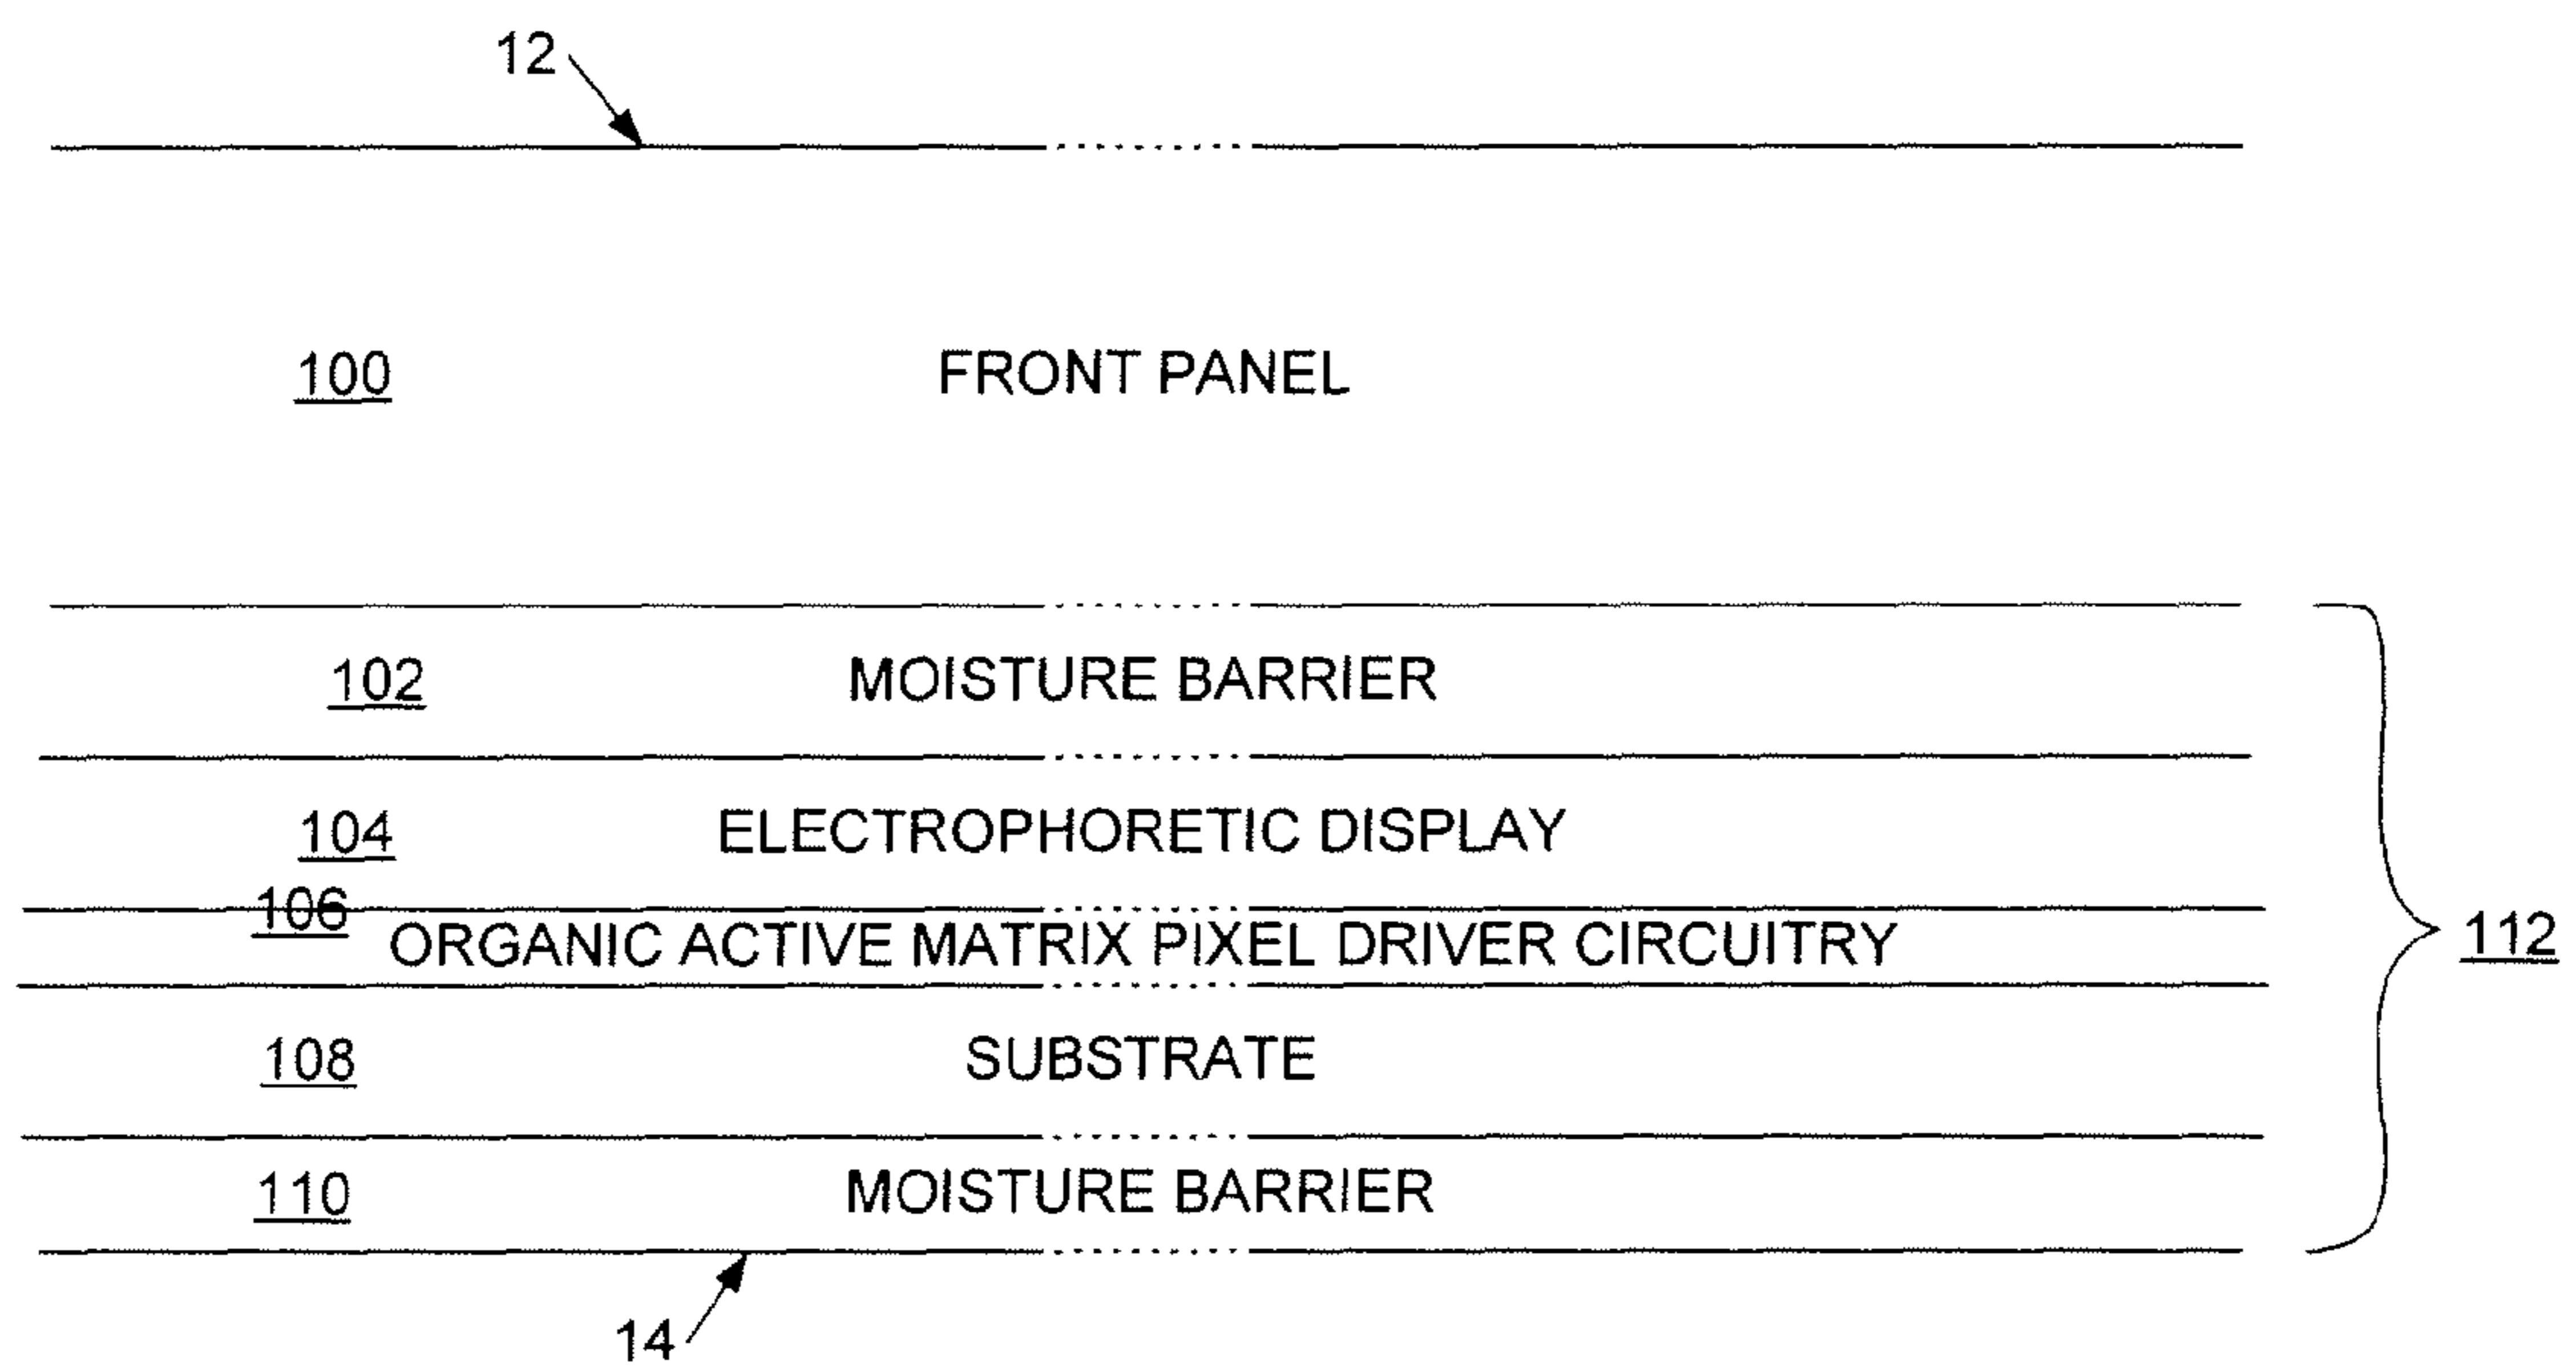 12
100 FRONT PANEL
102 MOISTURE BARRIER
104 ELECTROPHORETIC DISPLAY
106 ORGANIC ACTIVE MATRIX PIXEL DRIVER CIRCUITRY
112
108 SUBSTRATE
110 MOISTURE BARRIER
14